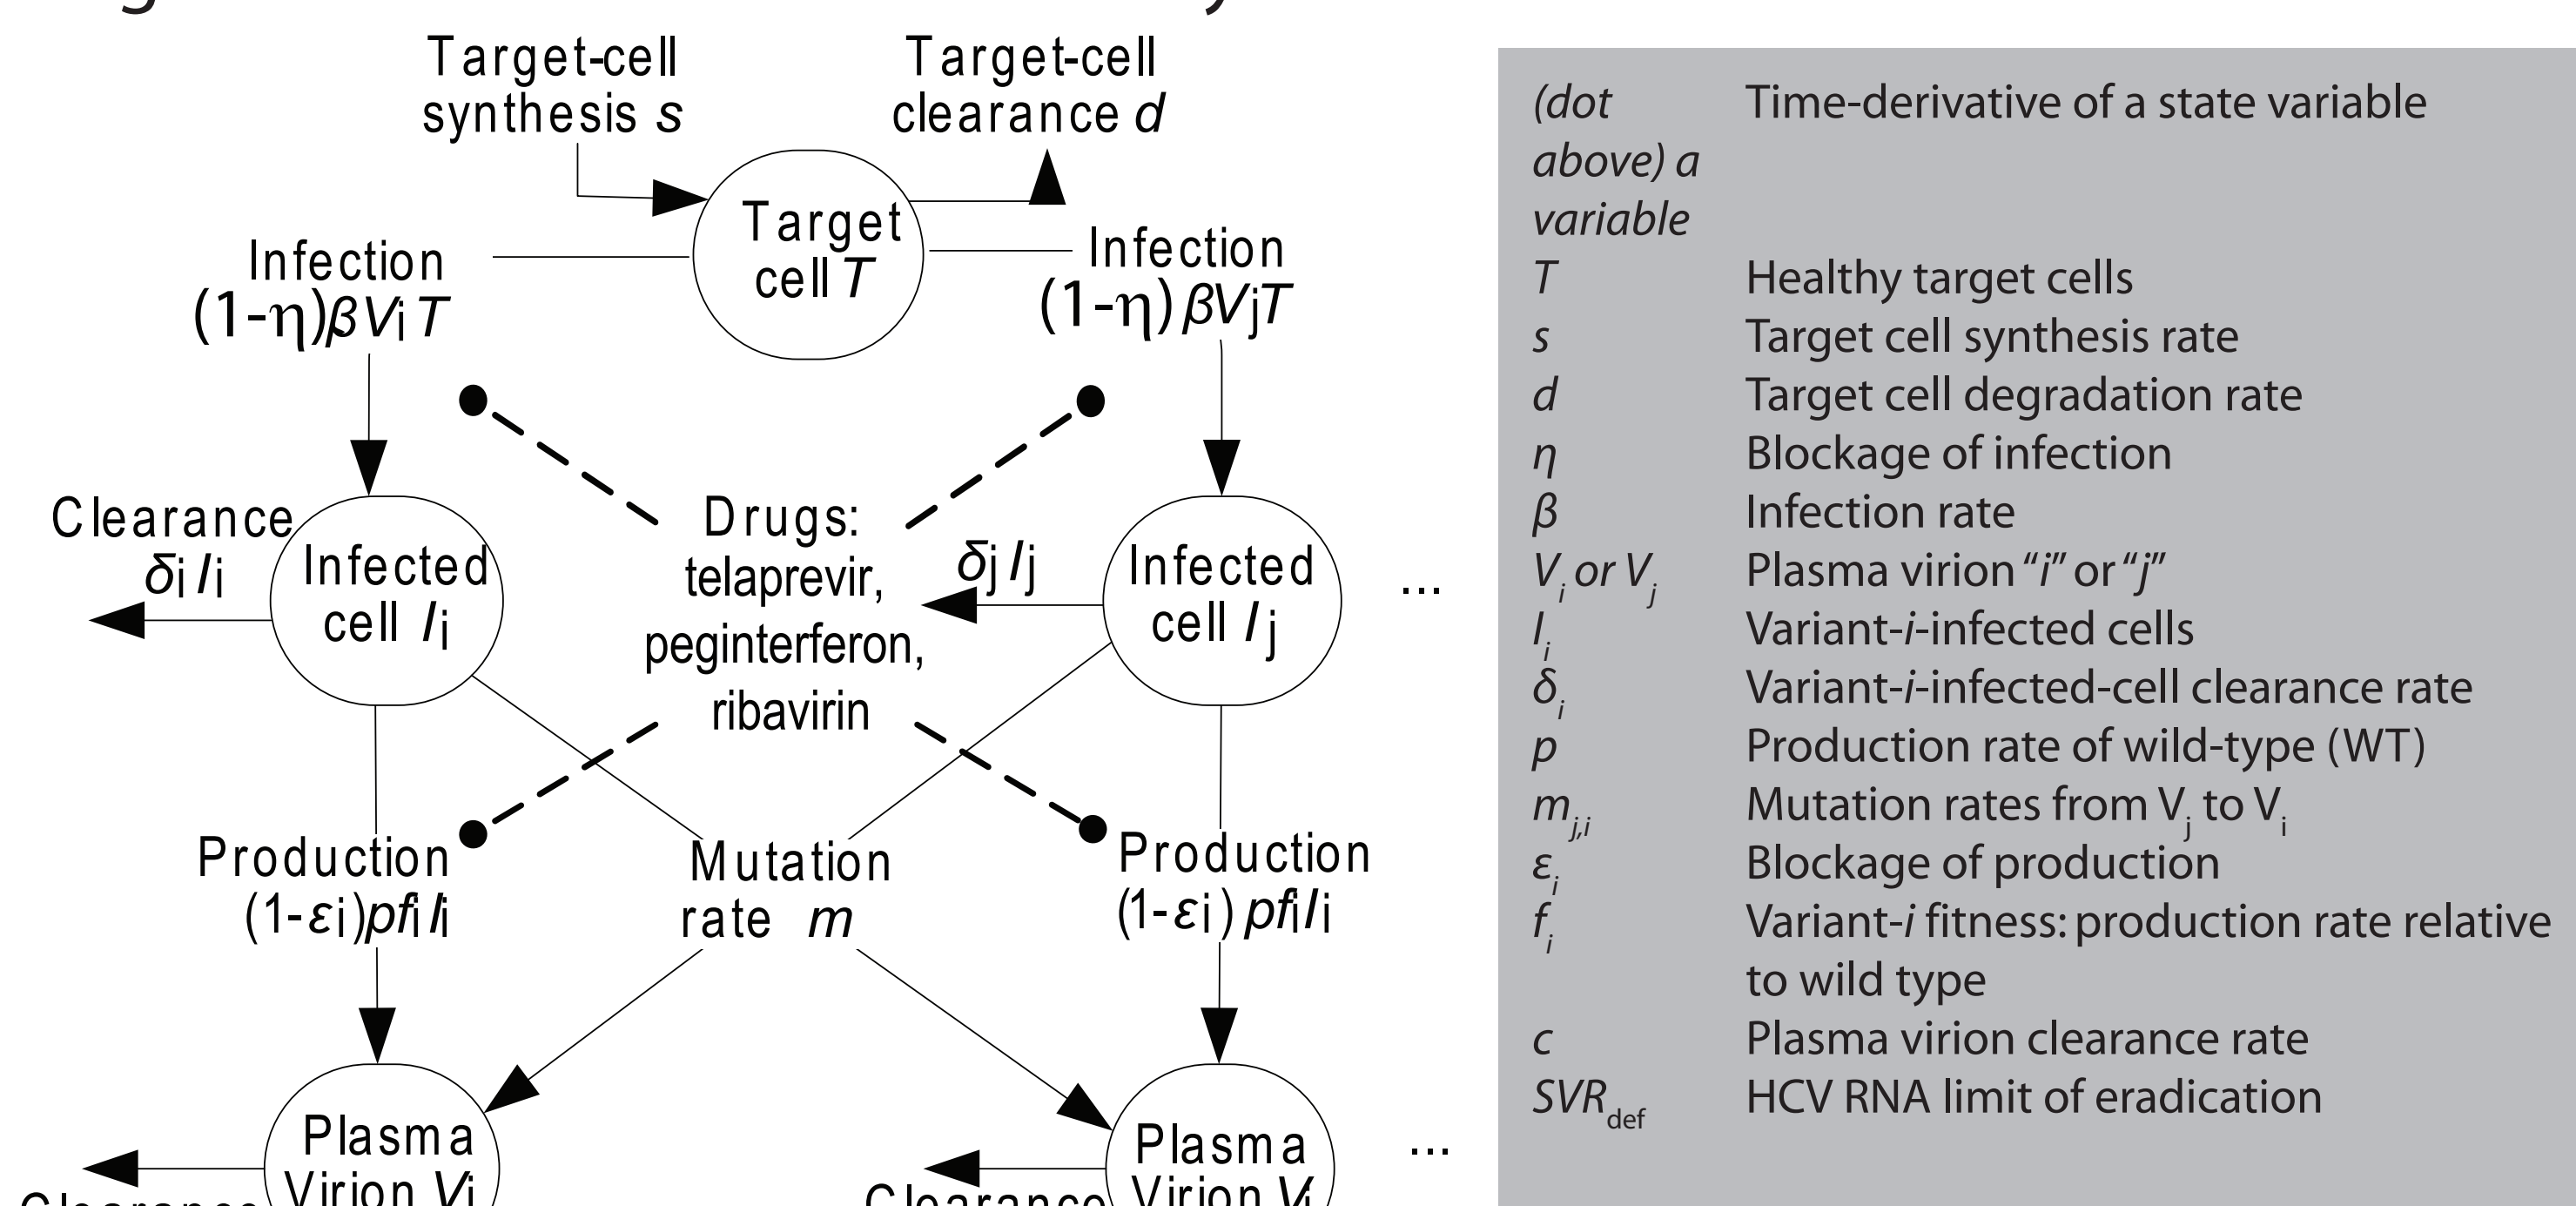 Target-cell
synthesis s
Target-cell
clearance d
Target
cell T
Infection
(1-η)βVi T
Infection
(1-η) βVjT
Clearance
δi Ii
Infected
cell Ii
Drugs:
telaprevir,
peginterferon,
ribavirin
δj Ij
Infected
cell I j
...
Production
(1-εi)pfiIi
Mutation
rate m
Production
(1-εi) pfiIi
Plasma
Virion Vi
Clearance
Plasma
Virion
Clearance
...
(dot above) a variable Time-derivative of a state variable
T Healthy target cells
s Target cell synthesis rate
d Target cell degradation rate
η Blockage of infection
β Infection rate
Vi or Vj Plasma virion “i” or “j”
Ii Variant-i-infected cells
δi Variant-i-infected-cell clearance rate
p Production rate of wild-type (WT)
mj,i Mutation rates from Vj to Vi
εi Blockage of production
fi Variant-i fitness: production rate relative
to wild type
c Plasma virion clearance rate
SVRdef HCV RNA limit of eradication